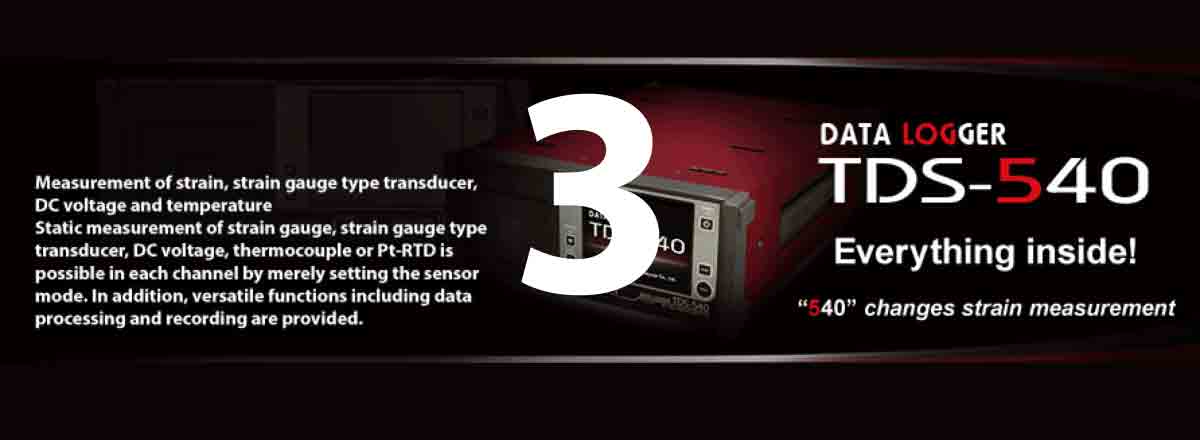 Measurement of strain, strain gauge type transducer,
DC voltage and temperature
Static measurement of strain gauge, strain gauge type
transducer, DC voltage, thermocouple or Pt-RTD is
possible in each channel by merely setting the sensor
mode. In addition, versatile functions including data
processing and recording are provided.
3
DATA LOGGER
TDS-540
Everything inside!
“540” changes strain measurement
TDS-540